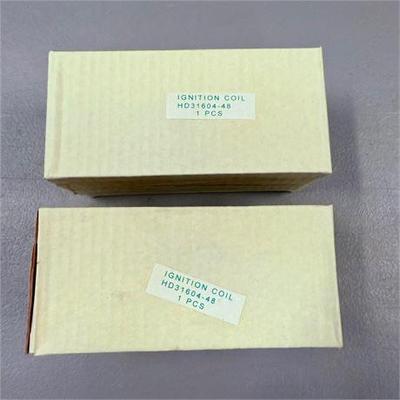 IGNITION COIL
HD31604-48
1 PCS
IGNITION COIL
HD31604-48
1 PCS